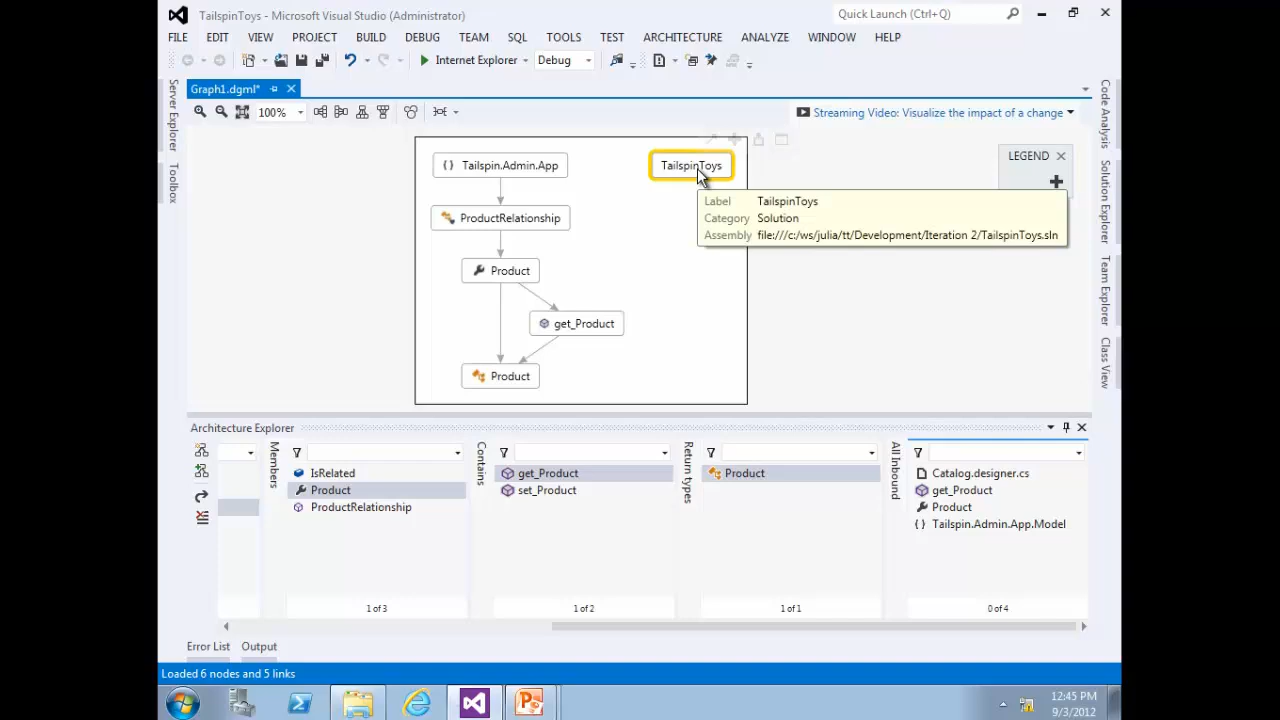 TailspinToys - Microsoft Visual Studio (Administrator)
Quick Launch (Ctrl+Q)
FILE EDIT VIEW PROJECT BUILD DEBUG TEAM SQL TOOLS TEST ARCHITECTURE ANALYZE WINDOW HELP
Internet Explorer
Debug
Graph1.dgml*
100%
Streaming Video: Visualize the impact of a change
Server Explorer
Toolbox
Code Analysis
Solution Explorer
Team Explorer
Class View
{ } Tailspin.Admin.App
TailspinToys
LEGEND
Label TailspinToys
Category Solution
Assembly file:///c:/ws/julia/tt/Development/Iteration 2/TailspinToys.sln
ProductRelationship
Product
get_Product
Product
Architecture Explorer
Members
IsRelated
Product
ProductRelationship
1 of 3
Contains
get_Product
set_Product
1 of 2
Return types
Product
1 of 1
All Inbound
Catalog.designer.cs
get_Product
Product
{ } Tailspin.Admin.App.Model
0 of 4
Error List Output
Loaded 6 nodes and 5 links
12:45 PM
9/3/2012